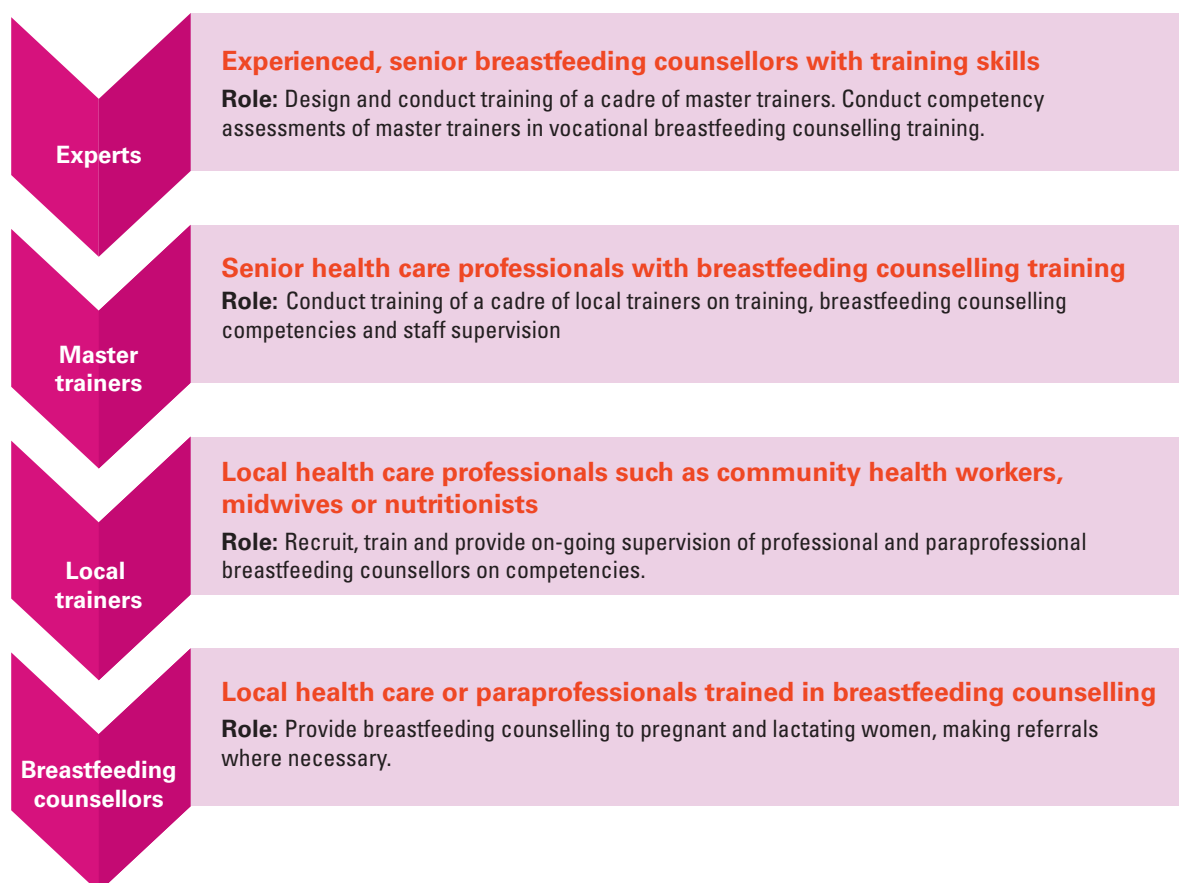 Experts
Experienced, senior breastfeeding counsellors with training skills
Role: Design and conduct training of a cadre of master trainers. Conduct competency
assessments of master trainers in vocational breastfeeding counselling training.
Master
trainers
Senior health care professionals with breastfeeding counselling training
Role: Conduct training of a cadre of local trainers on training, breastfeeding counselling
competencies and staff supervision
Local
trainers
Local health care professionals such as community health workers,
midwives or nutritionists
Role: Recruit, train and provide on-going supervision of professional and paraprofessional
breastfeeding counsellors on competencies.
Breastfeeding
counsellors
Local health care or paraprofessionals trained in breastfeeding counselling
Role: Provide breastfeeding counselling to pregnant and lactating women, making referrals
where necessary.